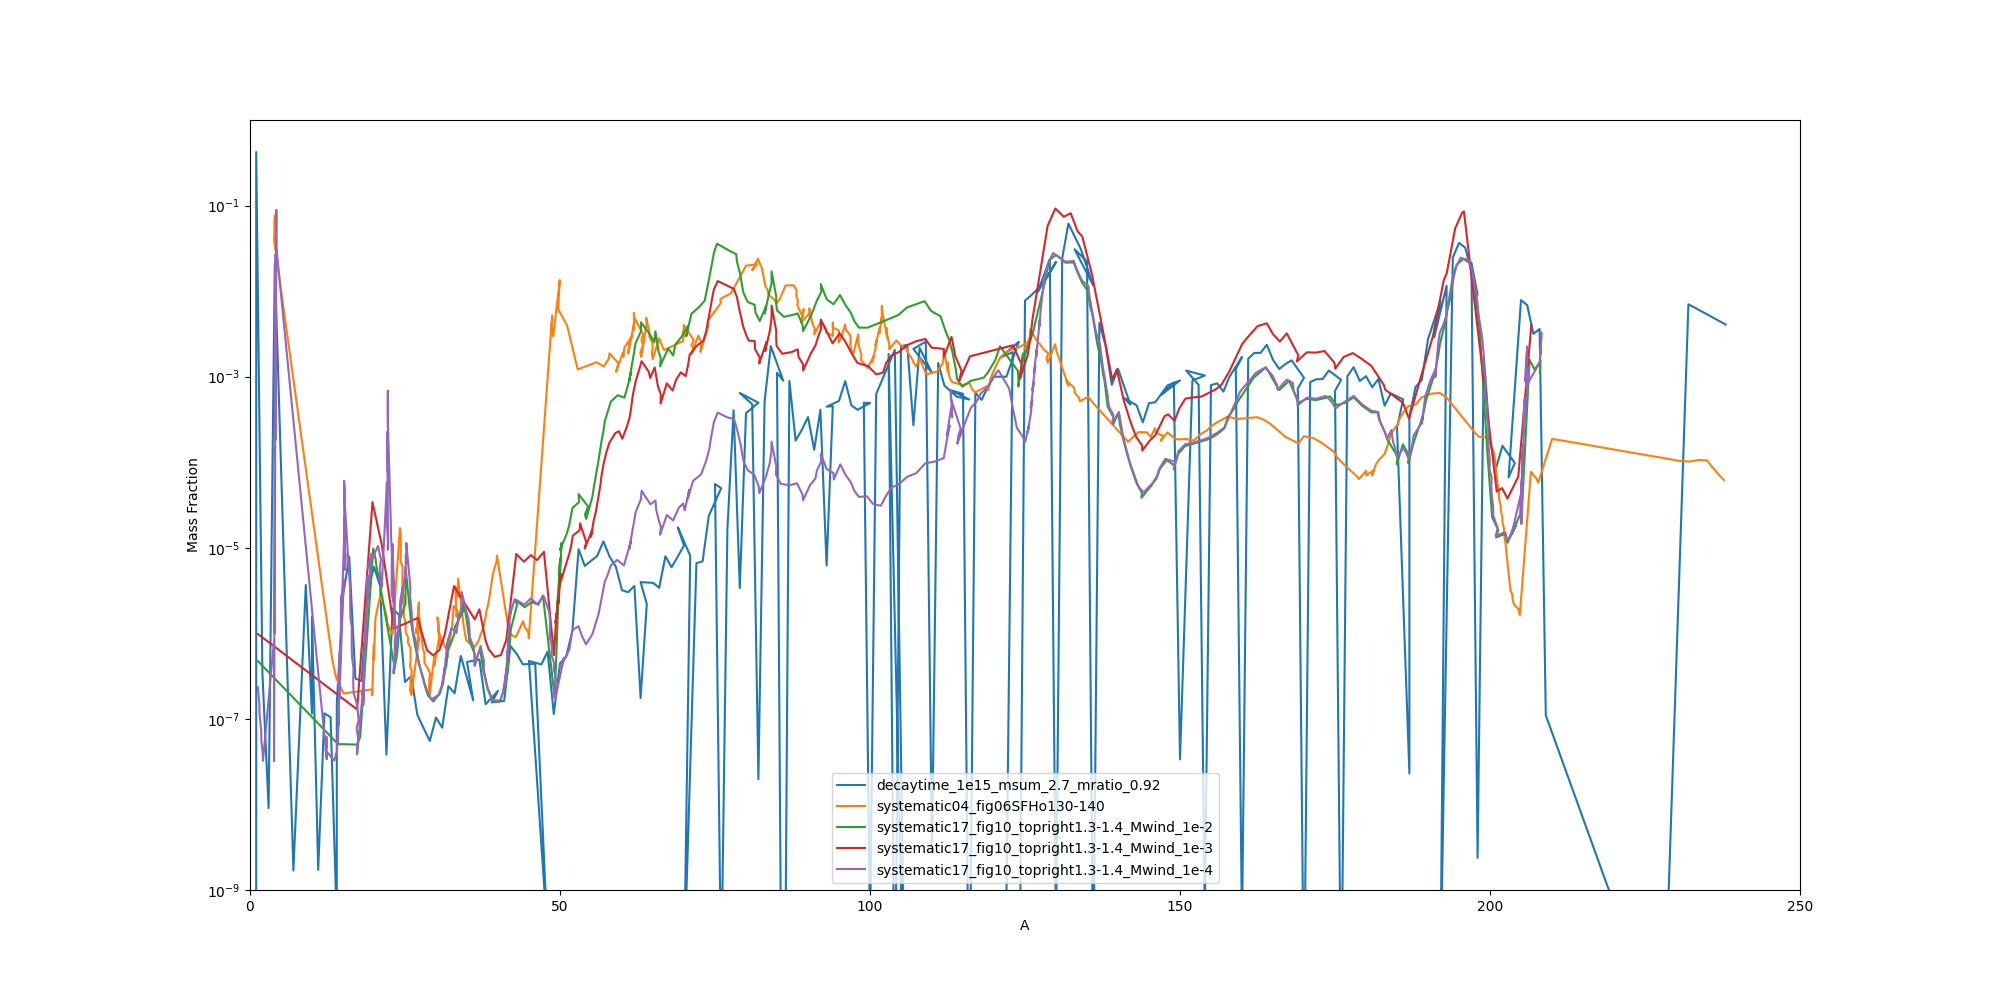 10⁻¹
10⁻³
10⁻⁵
10⁻⁷
10⁻⁹
Mass Fraction
decaytime_1e15_msum_2.7_mratio_0.92
systematic04_fig06SFHo130-140
systematic17_fig10_topright1.3-1.4_Mwind_1e-2
systematic17_fig10_topright1.3-1.4_Mwind_1e-3
systematic17_fig10_topright1.3-1.4_Mwind_1e-4
0 50 100 150 200 250
A